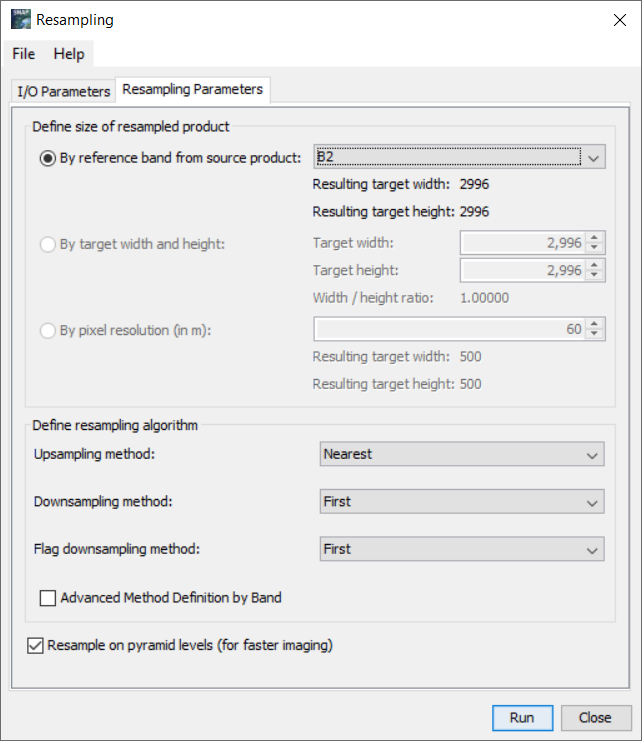 Resampling
File Help
I/O Parameters Resampling Parameters
Define size of resampled product
By reference band from source product: B2
Resulting target width: 2996
Resulting target height: 2996
By target width and height: Target width: 2,996
Target height: 2,996
Width / height ratio: 1.00000
By pixel resolution (in m): 60
Resulting target width: 500
Resulting target height: 500
Define resampling algorithm
Upsampling method: Nearest
Downsampling method: First
Flag downsampling method: First
Advanced Method Definition by Band
Resample on pyramid levels (for faster imaging)
Run Close